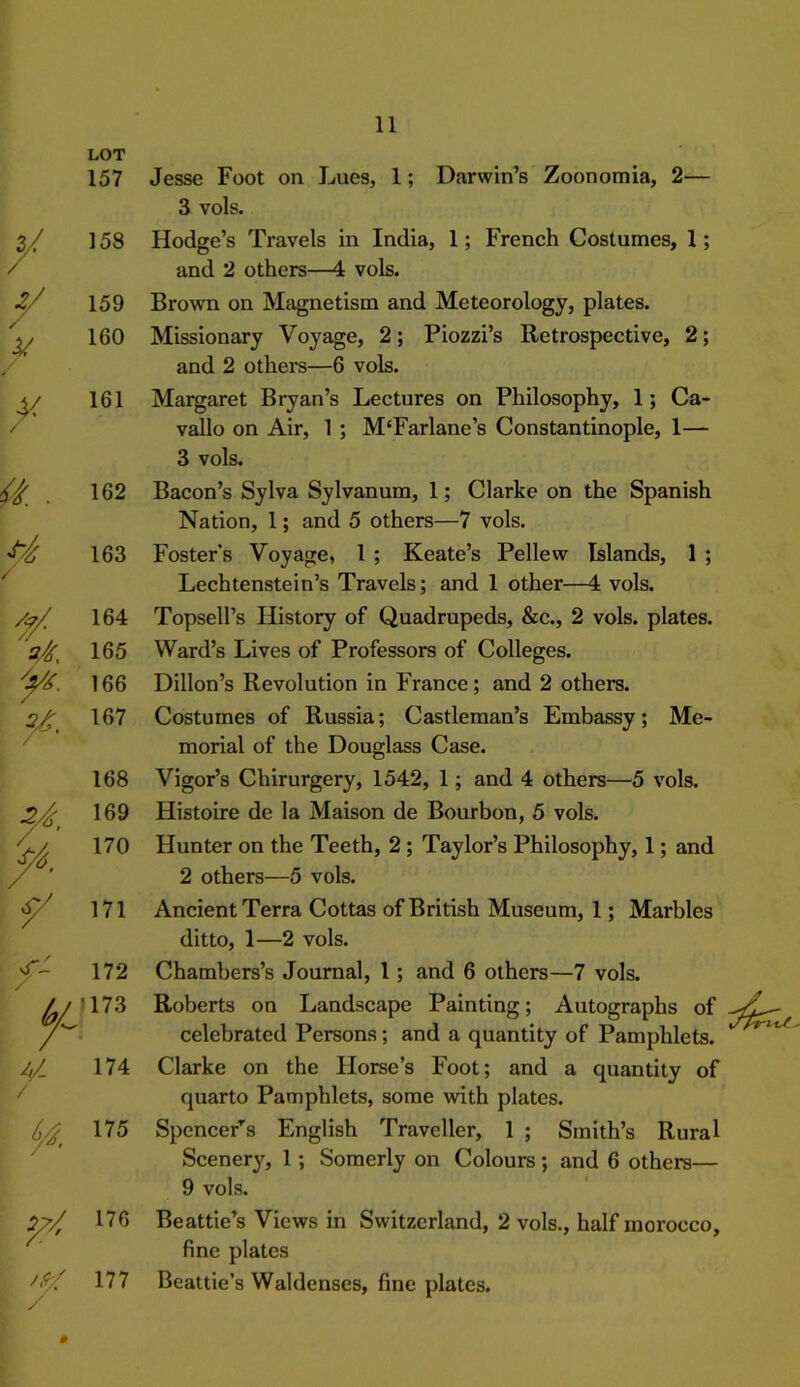 11
LOT
157 Jesse Foot on Lues, 1; Darwin's Zoonomia, 2—
3 vols.
3/. 158 Hodge's Travels in India, 1; French Costumes, 1;
and 2 others—4 vols.
2/ 159 Brown on Magnetism and Meteorology, plates.
3/ 160 Missionary Voyage, 2; Piozzi's Retrospective, 2;
and 2 others—6 vols.
3/. 161 Margaret Bryan's Lectures on Philosophy, 1; Ca-
vallo on Air, 1; M‘Farlane's Constantinople, 1—
3 vols.
162 Bacon's Sylva Sylvanum, 1; Clarke on the Spanish
Nation, 1; and 5 others—7 vols.
163 Foster's Voyage, 1; Keate's Pellew Islands, 1;
Lechtenstein's Travels; and 1 other—4 vols.
164 Topsell's History of Quadrupeds, &c., 2 vols. plates.
165 Ward's Lives of Professors of Colleges.
166 Dillon's Revolution in France; and 2 others.
167 Costumes of Russia; Castleman's Embassy; Me-
morial of the Douglass Case.
168 Vigor's Chirurgery, 1542, 1; and 4 others—5 vols.
169 Histoire de la Maison de Bourbon, 5 vols.
170 Hunter on the Teeth, 2; Taylor's Philosophy, 1; and
2 others—5 vols.
171 Ancient Terra Cottas of British Museum, 1; Marbles
ditto, 1—2 vols.
172 Chambers's Journal, 1; and 6 others—7 vols.
173 Roberts on Landscape Painting; Autographs of
celebrated Persons; and a quantity of Pamphlets.
174 Clarke on the Horse's Foot; and a quantity of
quarto Pamphlets, some with plates.
175 Spencer's English Traveller, 1; Smith's Rural
Scenery, 1; Somerly on Colours; and 6 others—
9 vols.
27/. 176 Beattie's Views in Switzerland, 2 vols., half morocco,
fine plates
177 Beattie's Waldenses, fine plates.